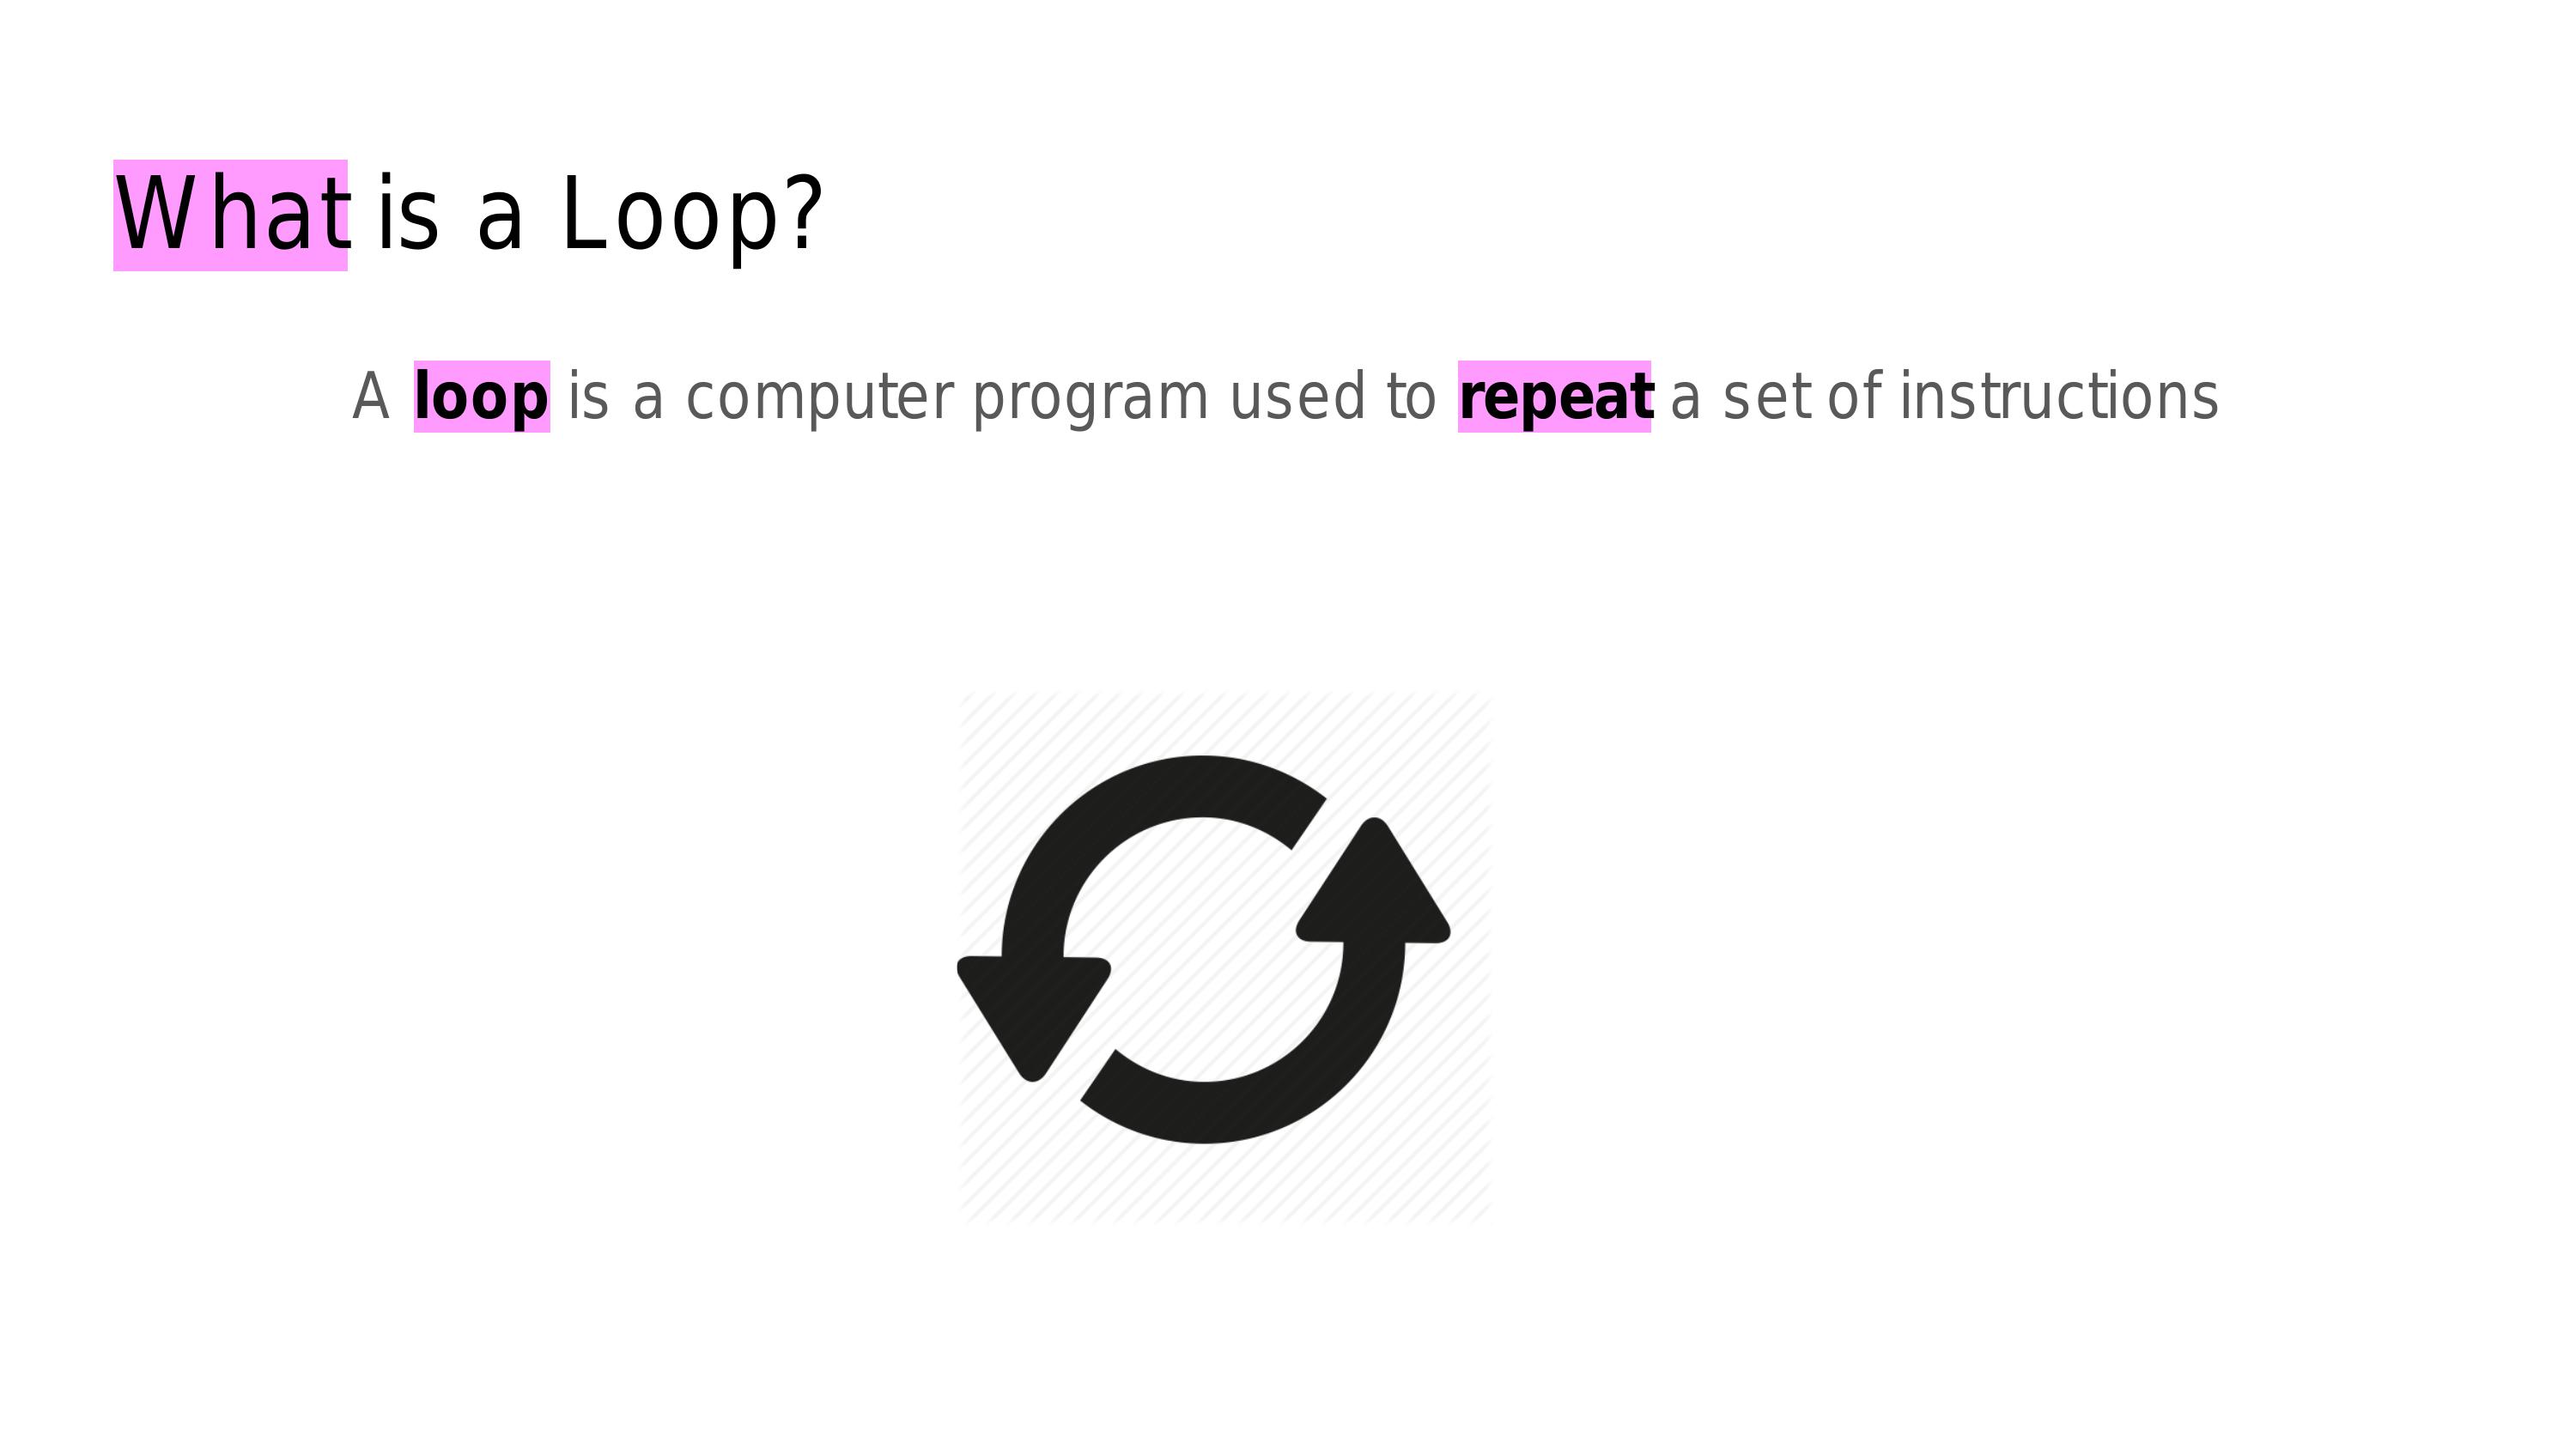 What is a Loop?
A loop is a computer program used to repeat a set of instructions